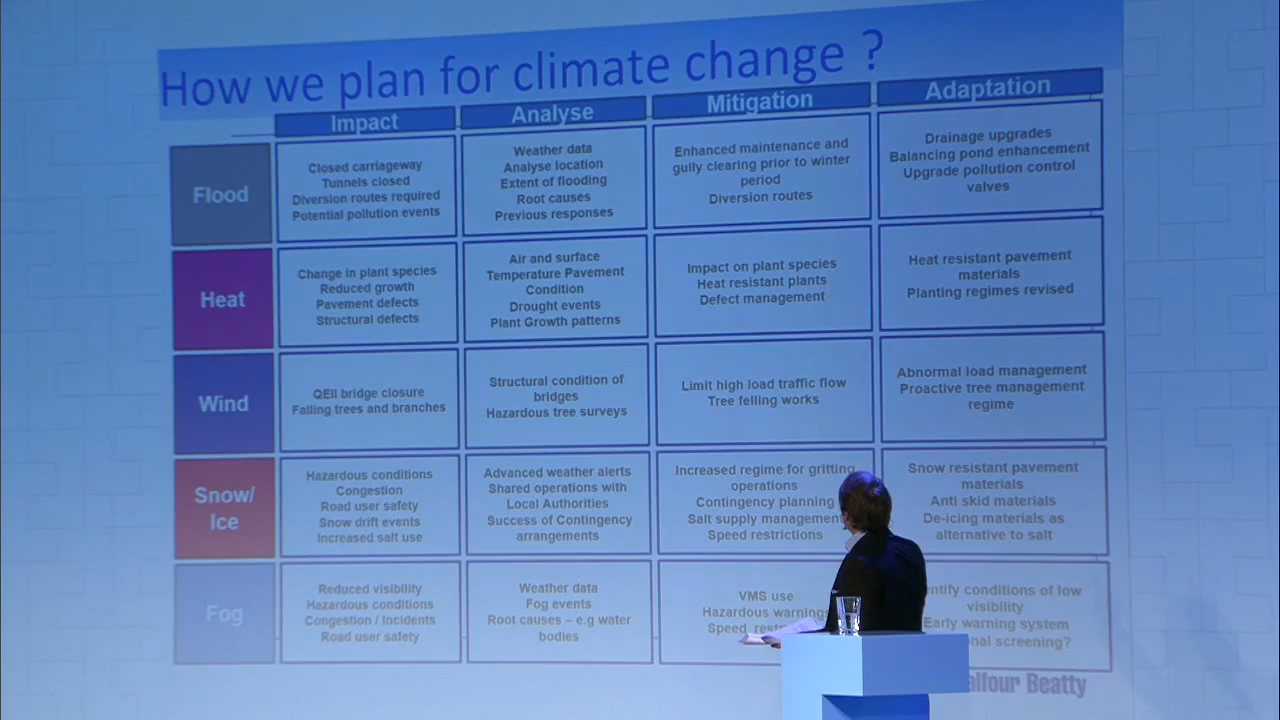 How we plan for climate change ?
Impact
Analyse
Mitigation
Adaptation
Flood
Closed carriageway
Tunnels closed
Diversion routes required
Potential pollution events
Weather data
Analyse location
Extent of flooding
Root causes
Previous responses
Enhanced maintenance and
gully clearing prior to winter
period
Diversion routes
Drainage upgrades
Balancing pond enhancement
Upgrade pollution control
valves
Heat
Change in plant species
Reduced growth
Pavement defects
Structural defects
Air and surface
Temperature Pavement
Condition
Drought events
Plant Growth patterns
Impact on plant species
Heat resistant plants
Defect management
Heat resistant pavement
materials
Planting regimes revised
Wind
QEII bridge closure
Falling trees and branches
Structural condition of
bridges
Hazardous tree surveys
Limit high load traffic flow
Tree felling works
Abnormal load management
Proactive tree management
regime
Snow/
Ice
Hazardous conditions
Congestion
Road user safety
Snow drift events
Increased salt use
Advanced weather alerts
Shared operations with
Local Authorities
Success of Contingency
arrangements
Increased regime for gritting
operations
Contingency planning
Salt supply management
Speed restrictions
Snow resistant pavement
materials
Anti skid materials
De-icing materials as
alternative to salt
Fog
Reduced visibility
Hazardous conditions
Congestion / Incidents
Road user safety
Weather data
Fog events
Root causes – e.g water
bodies
VMS use
Hazardous warnings
Speed
conditions of low
visibility
Early warning system
screening?
Beatty